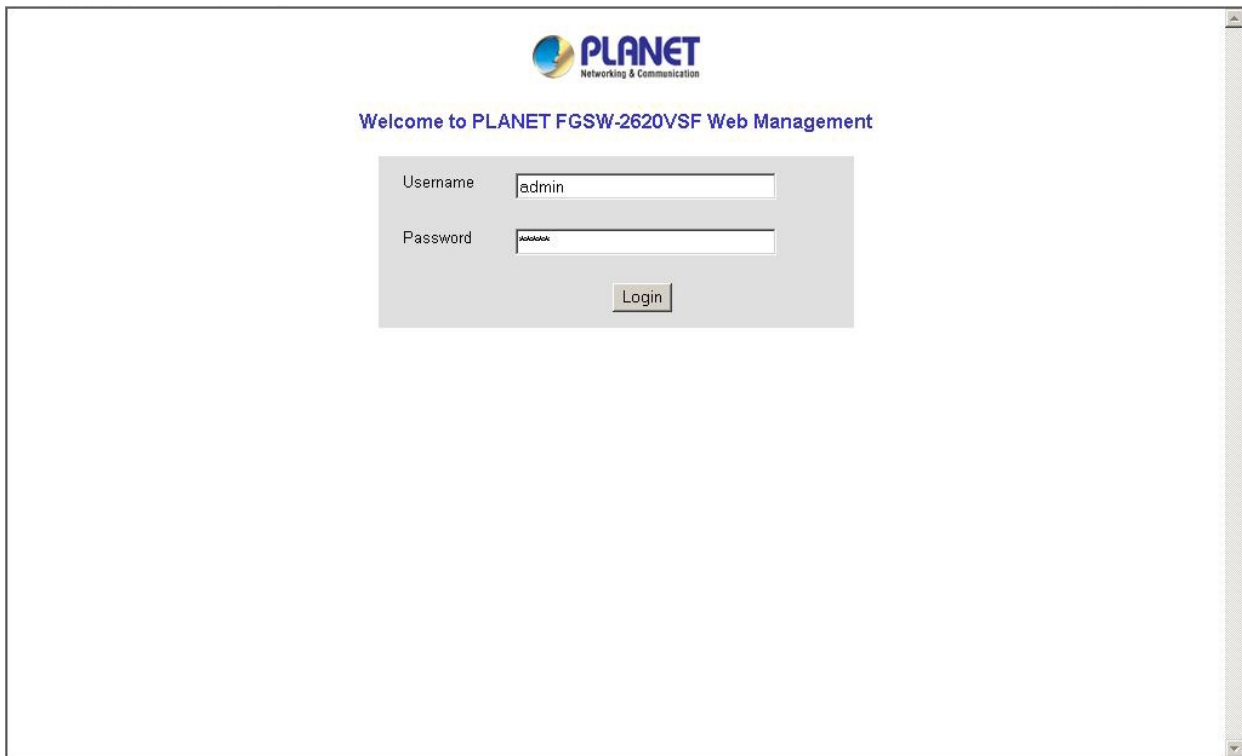 PLANET
Networking & Communication
Welcome to PLANET FGSW-2620VSF Web Management
Username admin
Password *****
Login